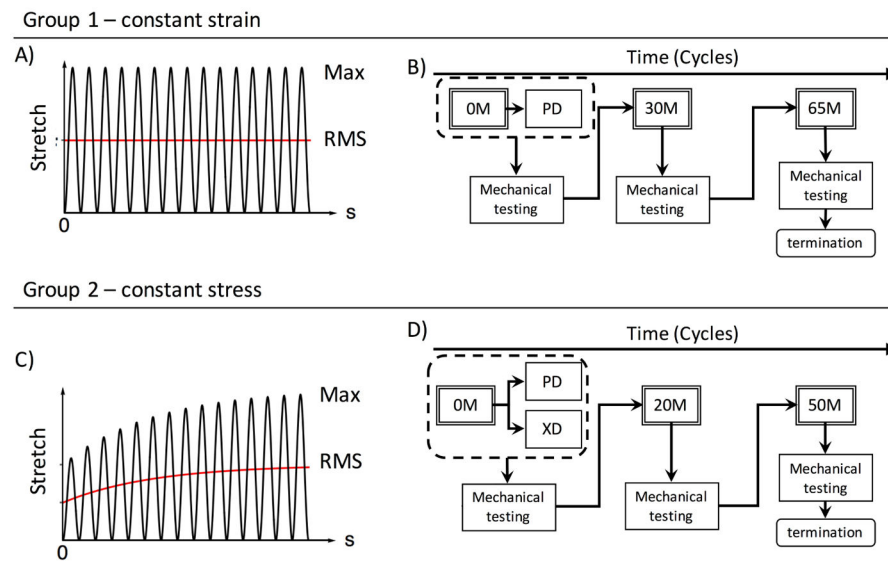 Group 1 – constant strain
A)
Max
RMS
Stretch
s
0
B)
Time (Cycles)
0M
PD
30M
65M
Mechanical
testing
Mechanical
testing
Mechanical
testing
termination
Group 2 – constant stress
C)
Max
RMS
Stretch
s
0
D)
Time (Cycles)
0M
PD
XD
20M
50M
Mechanical
testing
Mechanical
testing
Mechanical
testing
termination